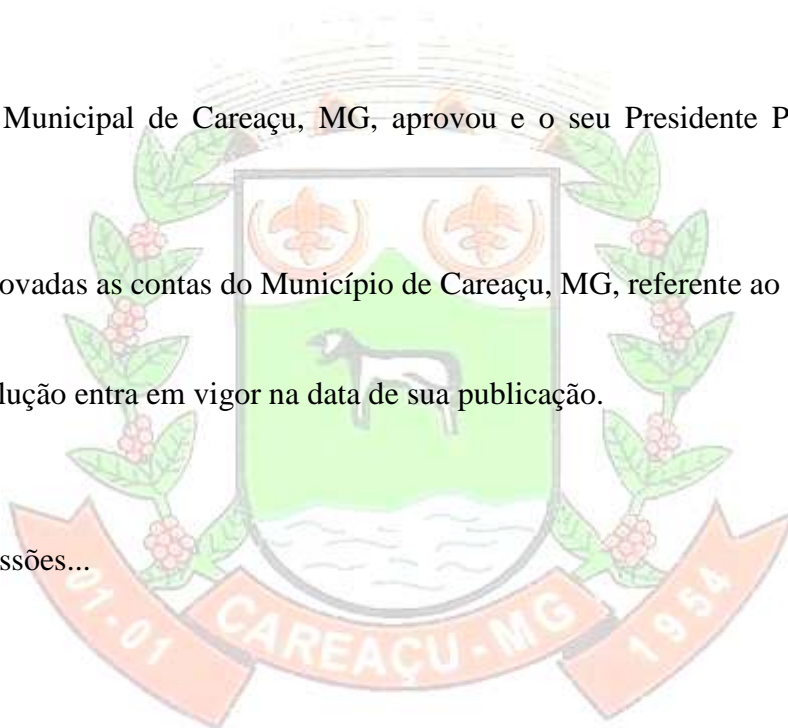 Municipal de Careaçu, MG, aprovou e o seu Presidente P
ovadas as contas do Município de Careaçu, MG, referente ao
lução entra em vigor na data de sua publicação.
ssões...
01-01 CAREAÇU-MG 1954